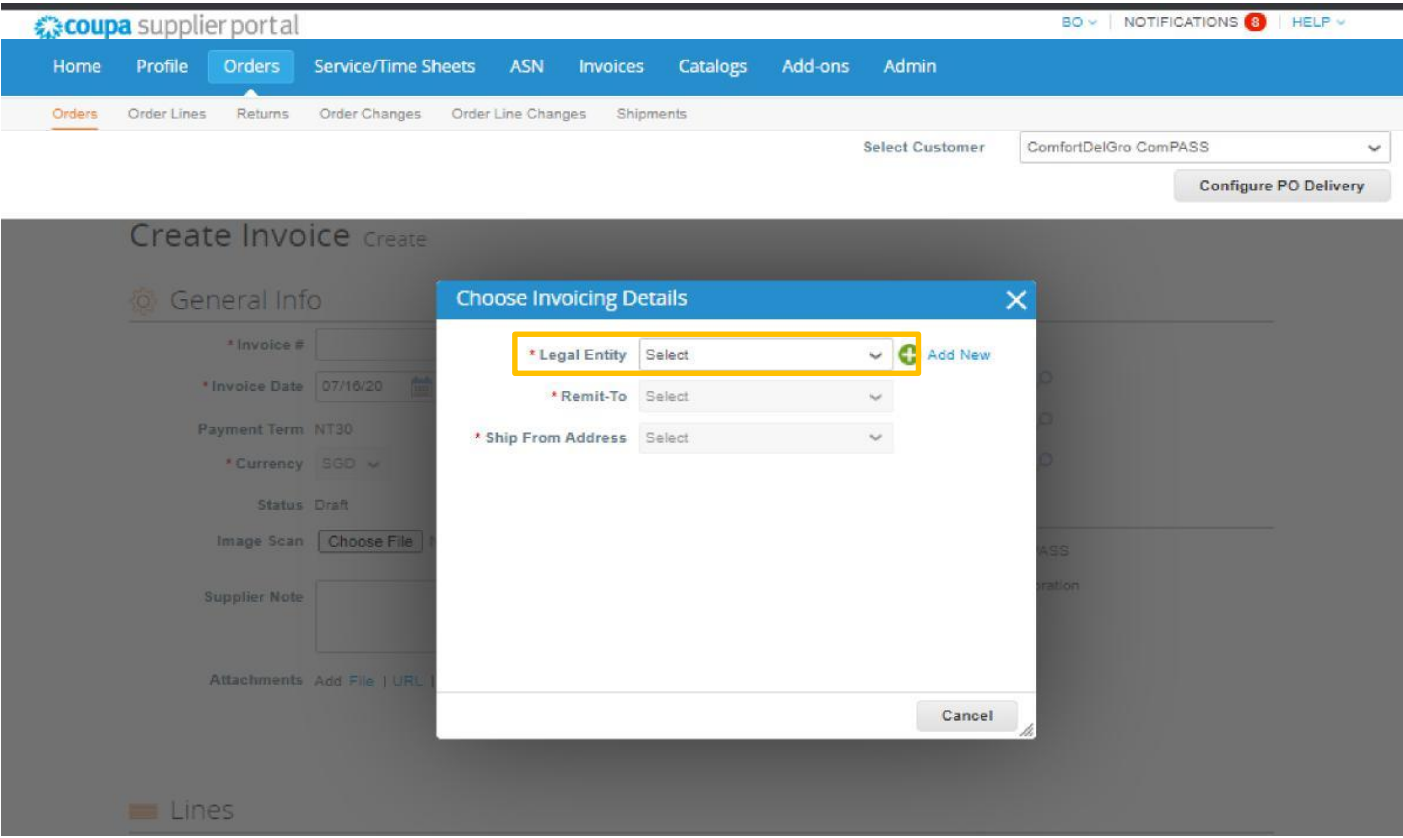 coupa supplier portal
BO
NOTIFICATIONS 8
HELP
Home Profile Orders Service/Time Sheets ASN Invoices Catalogs Add-ons Admin
Orders Order Lines Returns Order Changes Order Line Changes Shipments
Select Customer ComfortDelGro ComPASS
Configure PO Delivery
Create Invoice Create
General Info
* Invoice #
* Invoice Date 07/16/20
Payment Term NT30
* Currency SGD
Status Draft
Image Scan Choose File
Supplier Note
Attachments Add File | URL |
Choose Invoicing Details
* Legal Entity Select Add New
* Remit-To Select
* Ship From Address Select
Cancel
Lines